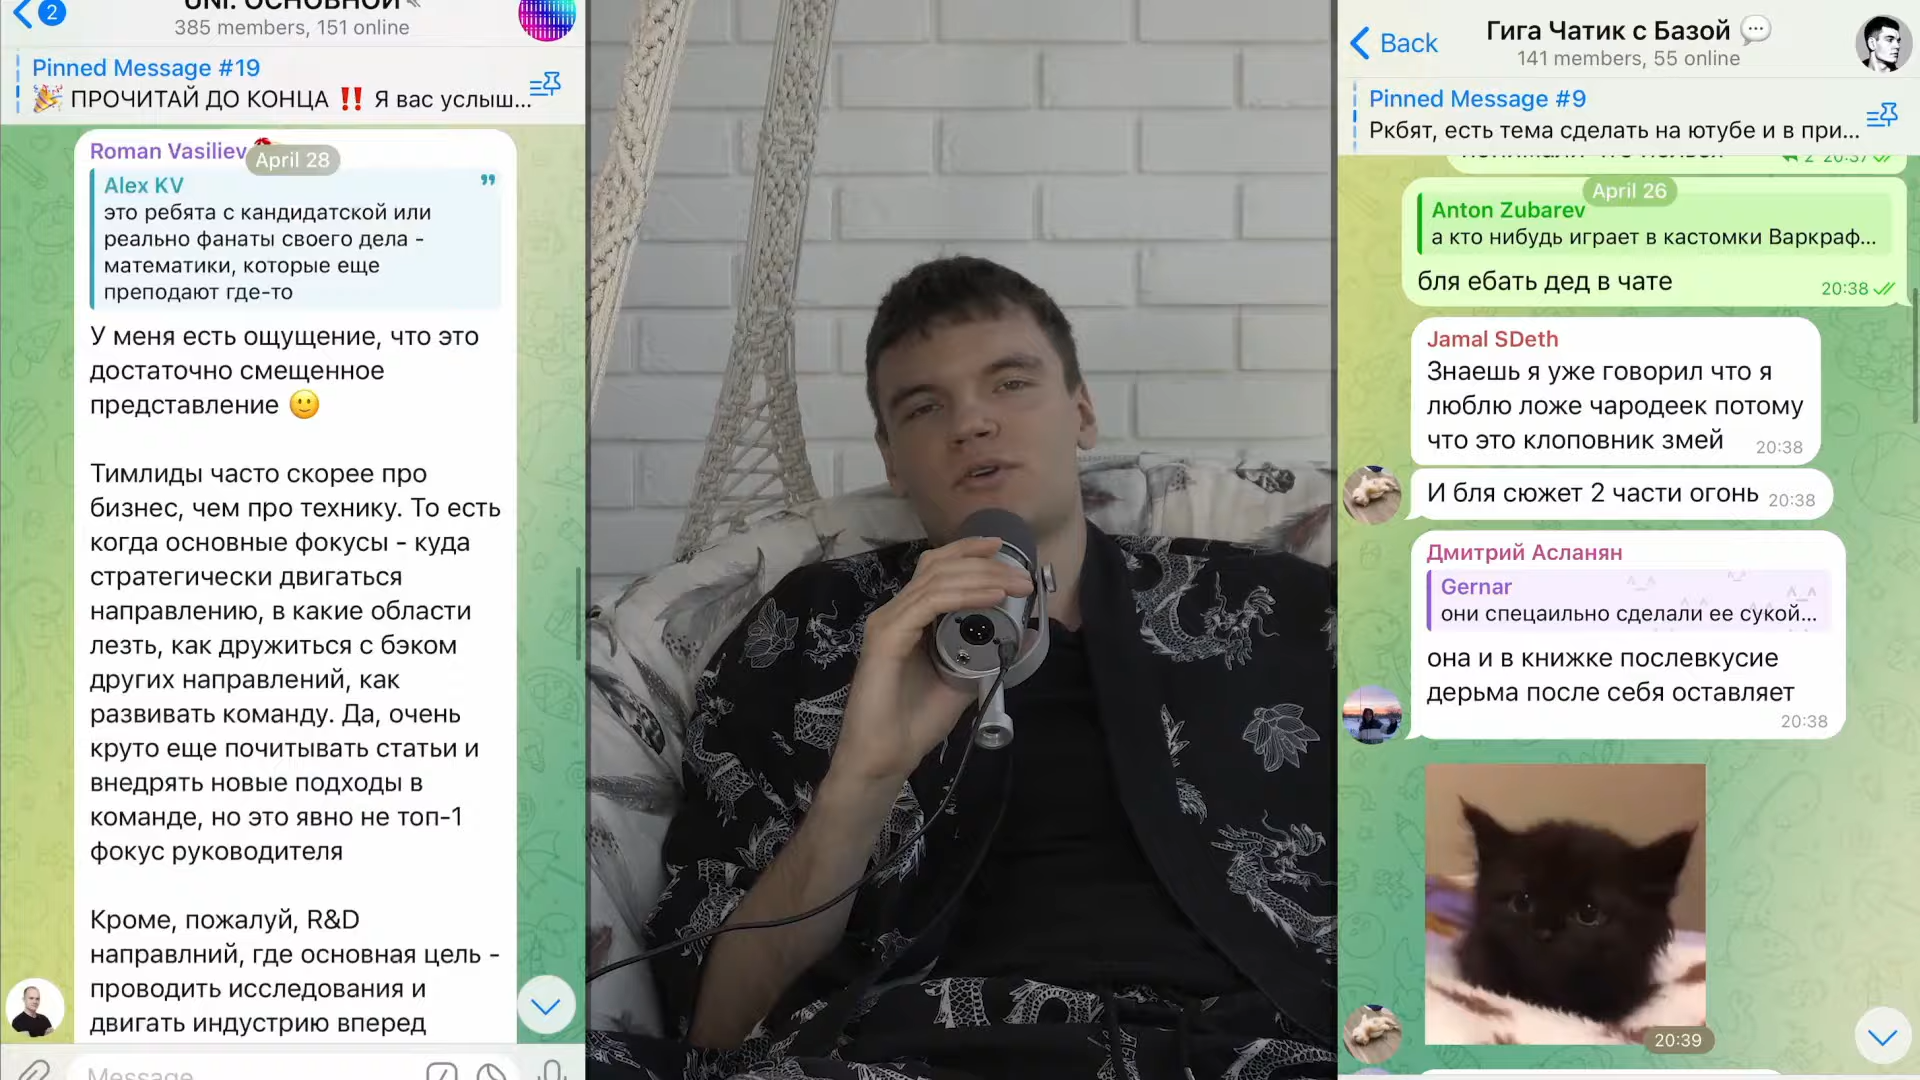 2
UNI. ОСНОВНОЙ
385 members, 151 online
Pinned Message #19
ПРОЧИТАЙ ДО КОНЦА ‼️ Я вас услыш...
Roman Vasiliev
April 28
Alex KV
это ребята с кандидатской или
реально фанаты своего дела -
математики, которые еще
преподают где-то
У меня есть ощущение, что это
достаточно смещенное
представление 🙂
Тимлиды часто скорее про
бизнес, чем про технику. То есть
когда основные фокусы - куда
стратегически двигаться
направлению, в какие области
лезть, как дружиться с бэком
других направлений, как
развивать команду. Да, очень
круто еще почитывать статьи и
внедрять новые подходы в
команде, но это явно не топ-1
фокус руководителя
Кроме, пожалуй, R&D
направлний, где основная цель -
проводить исследования и
двигать индустрию вперед
Message
Back
Гига Чатик с Базой 💬
141 members, 55 online
Pinned Message #9
Ркбят, есть тема сделать на ютубе и в при...
2 20:37
April 26
Anton Zubarev
а кто нибудь играет в кастомки Варкраф...
бля ебать дед в чате
20:38
Jamal SDeth
Знаешь я уже говорил что я
люблю ложе чародеек потому
что это клоповник змей 20:38
И бля сюжет 2 части огонь 20:38
Дмитрий Асланян
Gernar
они спецаильно сделали ее сукой...
она и в книжке послевкусие
дерьма после себя оставляет
20:38
20:39